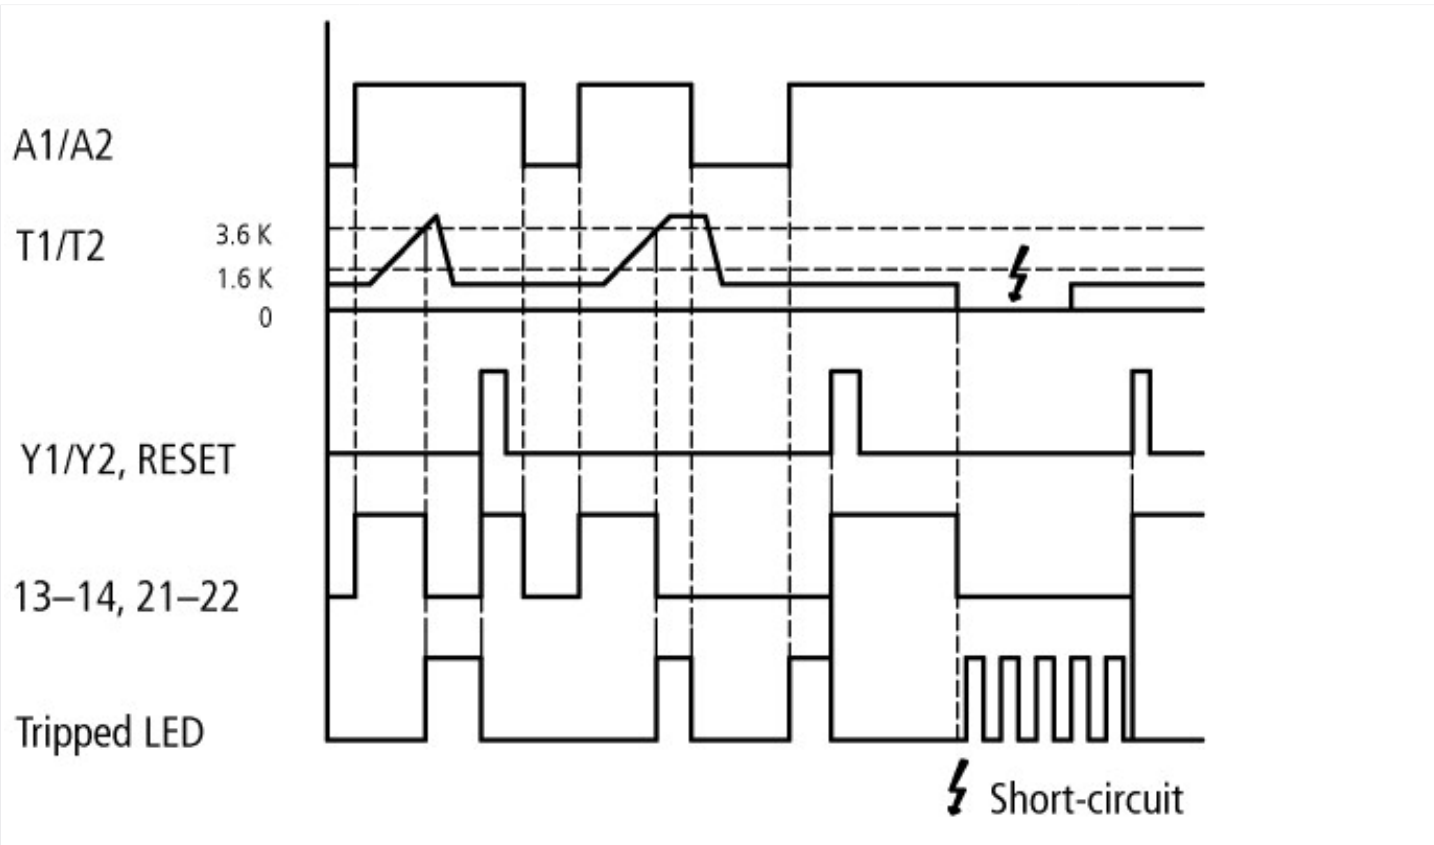 A1/A2
T1/T2
3.6 K
1.6 K
0
Y1/Y2, RESET
13–14, 21–22
Tripped LED
Short-circuit